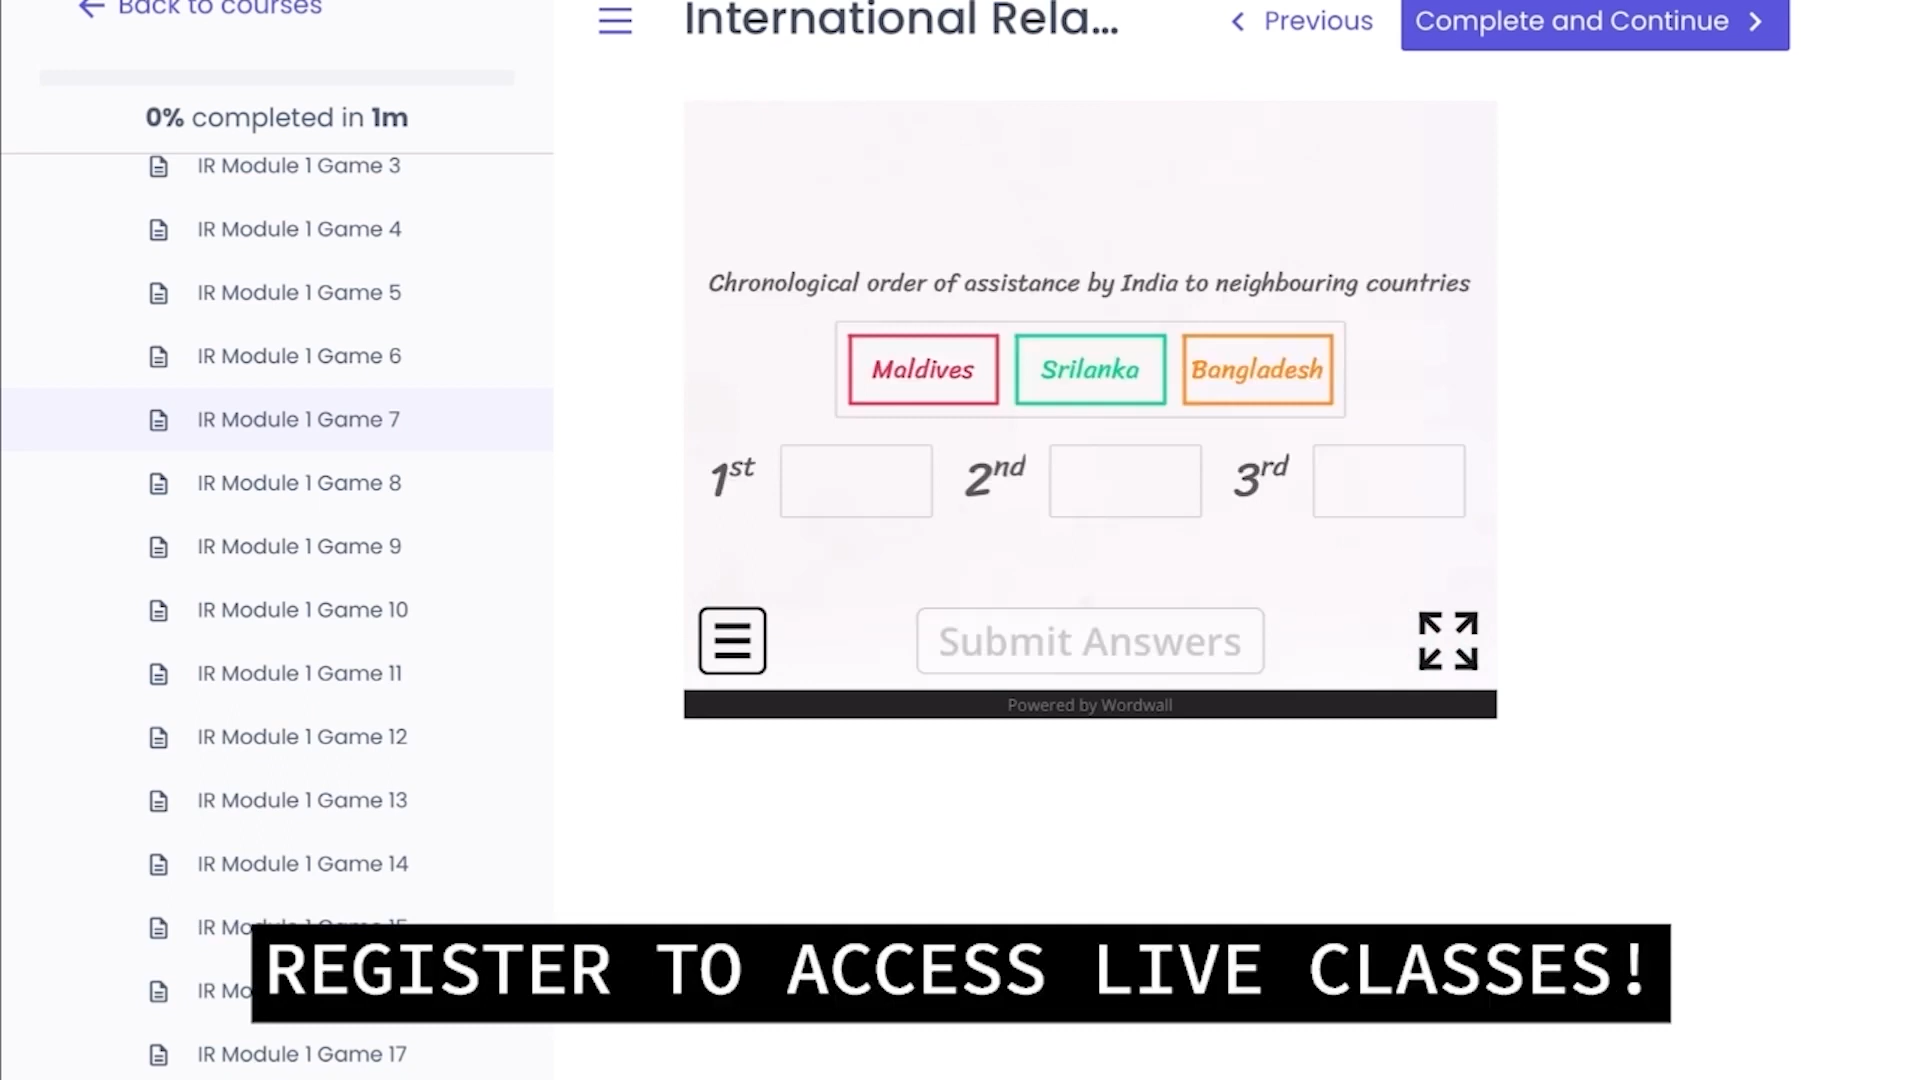 Back to courses
International Rela...
Previous
Complete and Continue
0% completed in 1m
IR Module 1 Game 3
IR Module 1 Game 4
IR Module 1 Game 5
IR Module 1 Game 6
IR Module 1 Game 7
IR Module 1 Game 8
IR Module 1 Game 9
IR Module 1 Game 10
IR Module 1 Game 11
IR Module 1 Game 12
IR Module 1 Game 13
IR Module 1 Game 14
IR
IR
IR Module 1 Game 17
Chronological order of assistance by India to neighbouring countries
Maldives
Srilanka
Bangladesh
1st
2nd
3rd
Submit Answers
Powered by Wordwall
REGISTER TO ACCESS LIVE CLASSES!